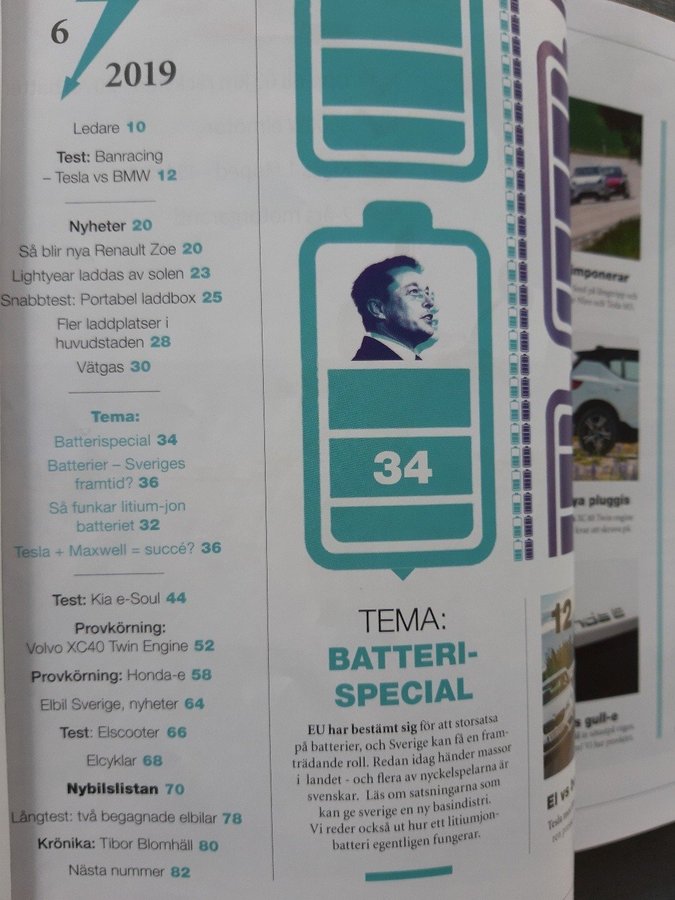 6
2019
Ledare 10
Test: Banracing
– Tesla vs BMW 12
Nyheter 20
Så blir nya Renault Zoe 20
Lightyear laddas av solen 23
Snabbtest: Portabel laddbox 25
Fler laddplatser i
huvudstaden 28
Vätgas 30
Tema:
Batterispecial 34
Batterier – Sveriges
framtid? 36
Så funkar litium-jon
batteriet 32
Tesla + Maxwell = succé? 36
Test: Kia e-Soul 44
Provkörning:
Volvo XC40 Twin Engine 52
Provkörning: Honda-e 58
Elbil Sverige, nyheter 64
Test: Elscooter 66
Elcyklar 68
Nybilslistan 70
Långtest: två begagnade elbilar 78
Krönika: Tibor Blomhäll 80
Nästa nummer 82
34
TEMA:
BATTERI-
SPECIAL
EU har bestämt sig för att storsatsa
på batterier, och Sverige kan få en fram-
trädande roll. Redan idag händer massor
i landet - och flera av nyckelspelarna är
svenskar. Läs om satsningarna som
kan ge sverige en ny basindistri.
Vi reder också ut hur ett litiumjon-
batteri egentligen fungerar.
12
El vs
Tesla
imponerar
ya pluggis
XC40 Twin engine
s gull-e